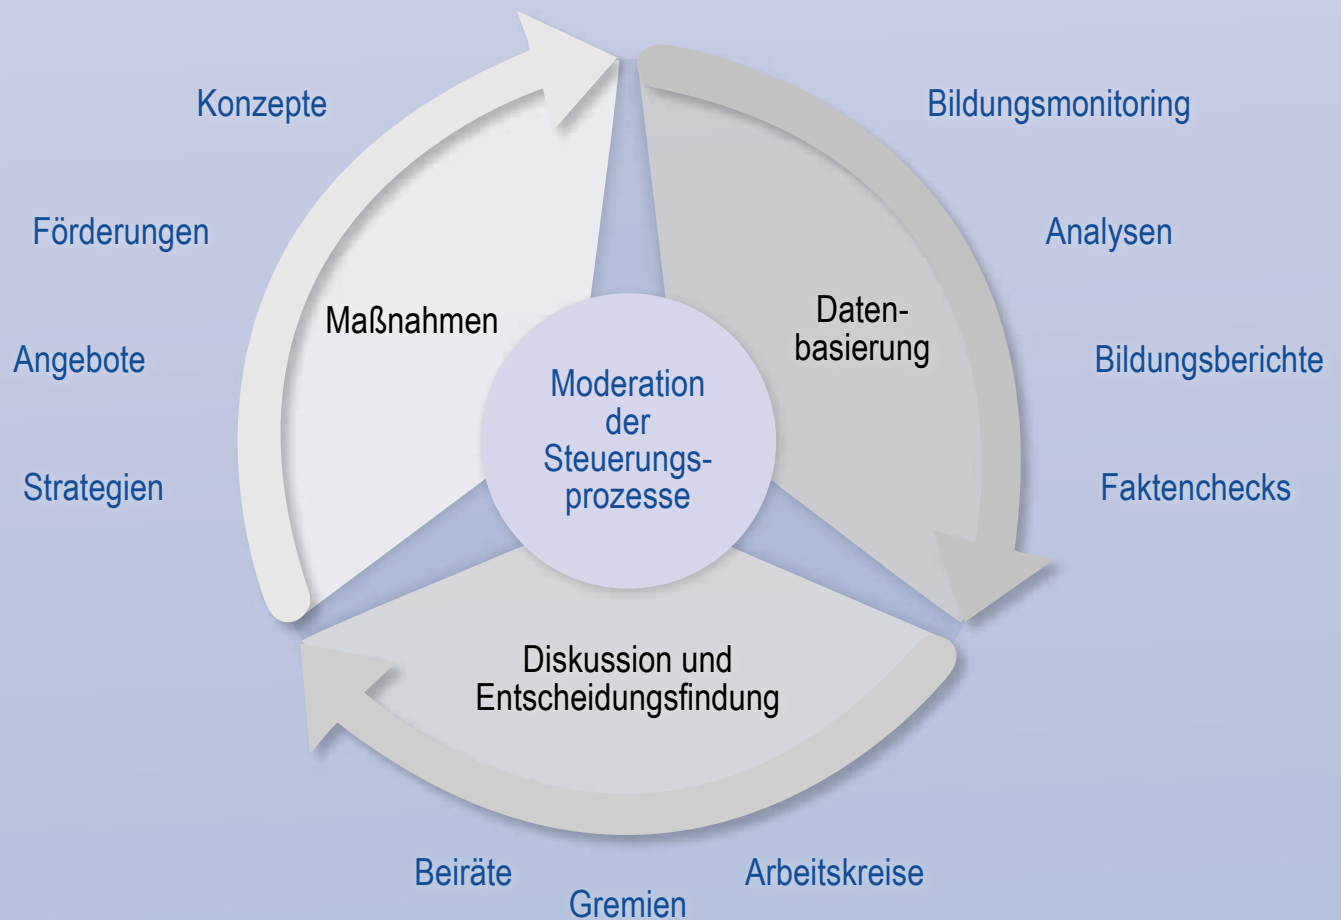 Konzepte
Förderungen
Angebote
Strategien
Maßnahmen
Bildungsmonitoring
Analysen
Bildungsberichte
Faktenchecks
Daten-
basierung
Moderation
der
Steuerungs-
prozesse
Diskussion und
Entscheidungsfindung
Beiräte
Gremien
Arbeitskreise